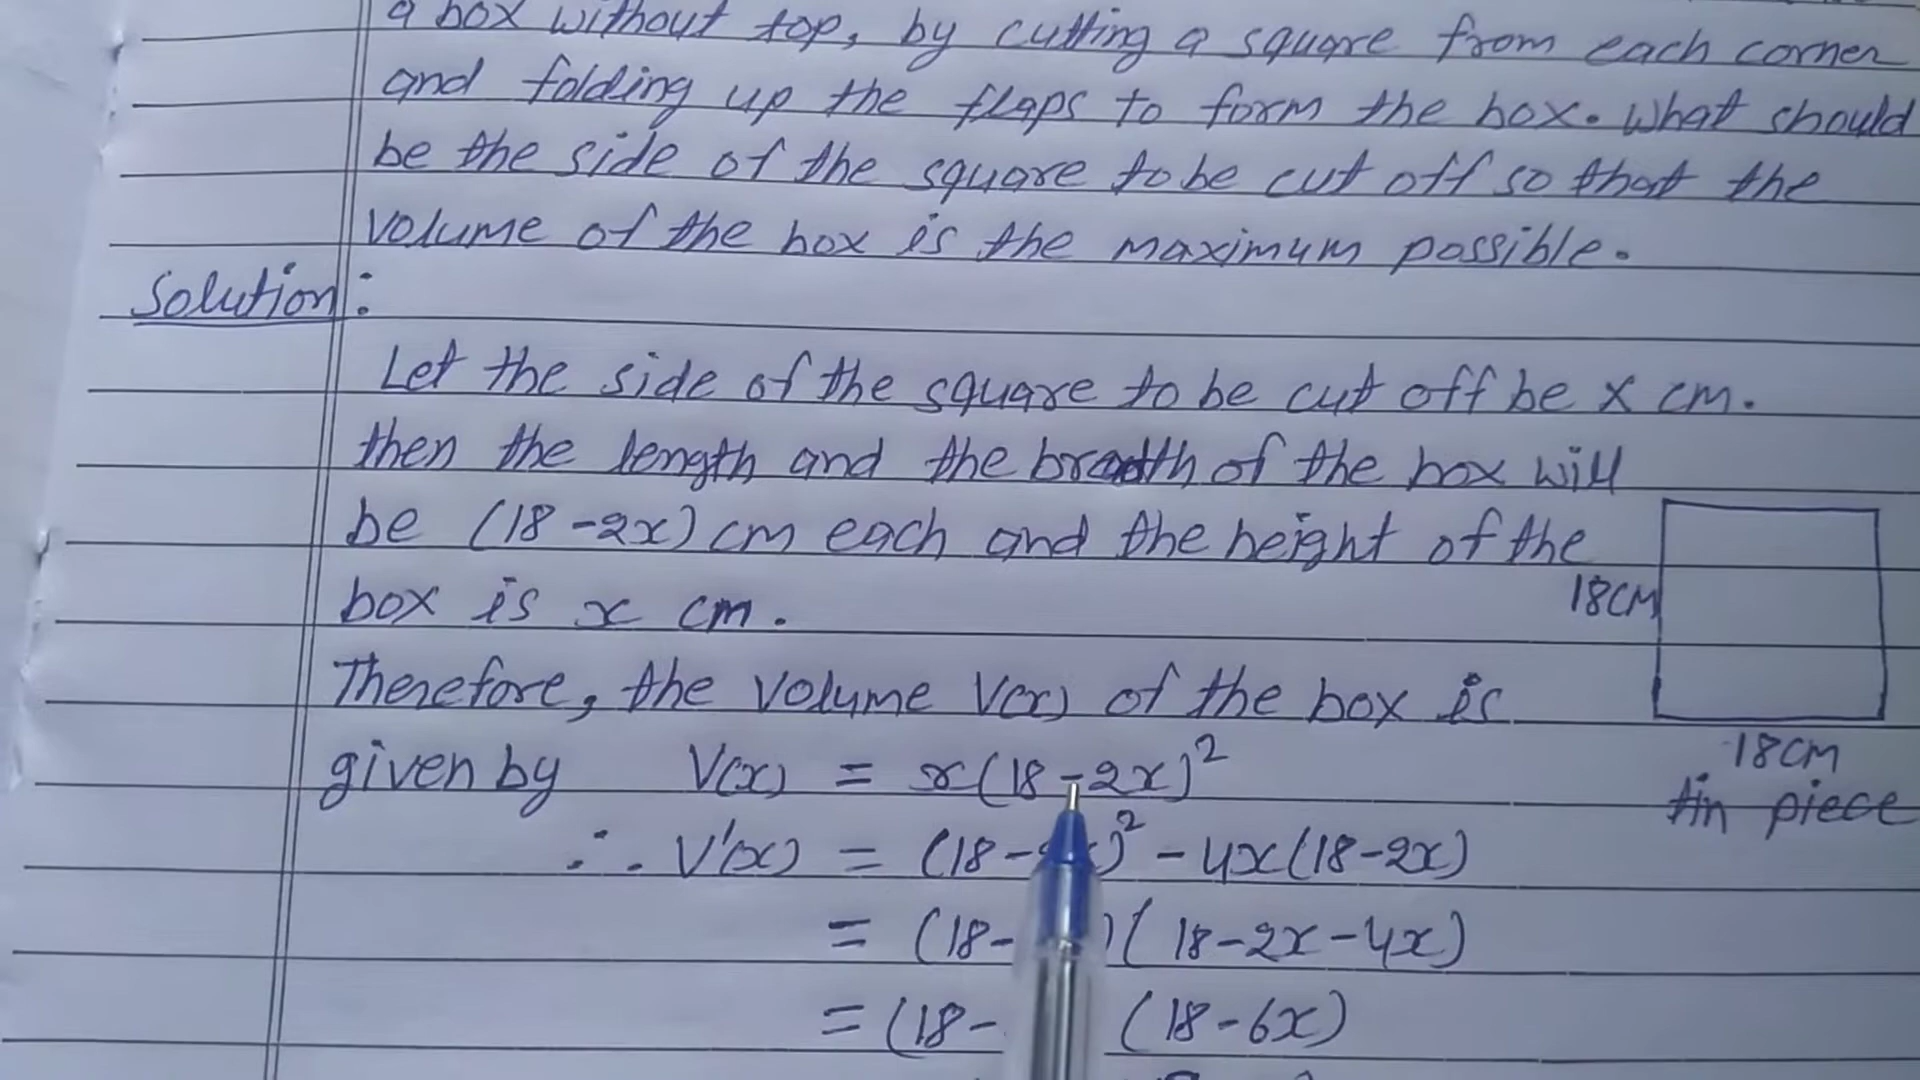 a box without top, by cutting a square from each corner
and folding up the flaps to form the box. What should
be the side of the square to be cut off so that the
volume of the box is the maximum possible.
Solution:
Let the side of the square to be cut off be x cm.
then the length and the breadth of the box will
be (18-2x) cm each and the height of the
box is x cm.
18cm
Therefore, the volume V(x) of the box is
given by V(x) = x(18-2x)²
18cm
tin piece
∴ V'(x) = (18- )² - 4x(18-2x)
= (18- )(18-2x-4x)
= (18- (18-6x)